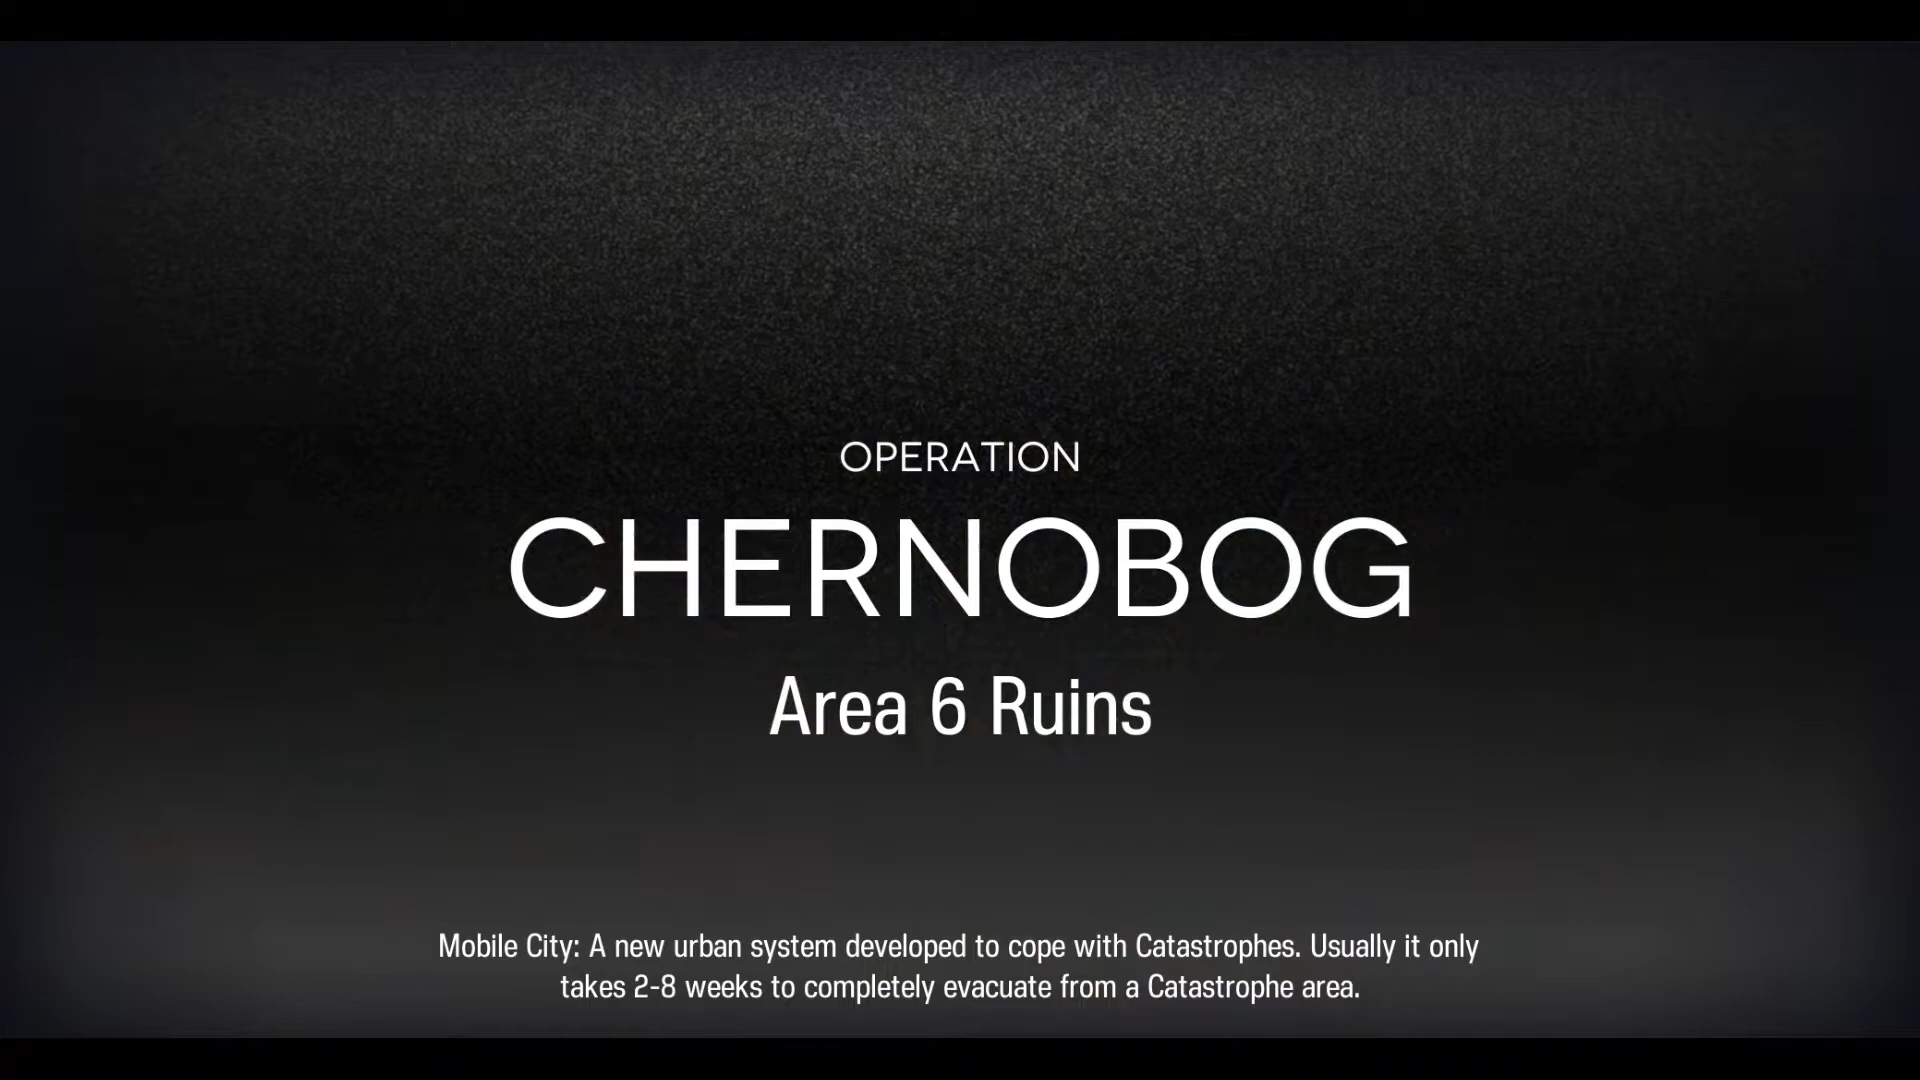 OPERATION
CHERNOBOG
Area 6 Ruins
Mobile City: A new urban system developed to cope with Catastrophes. Usually it only
takes 2-8 weeks to completely evacuate from a Catastrophe area.